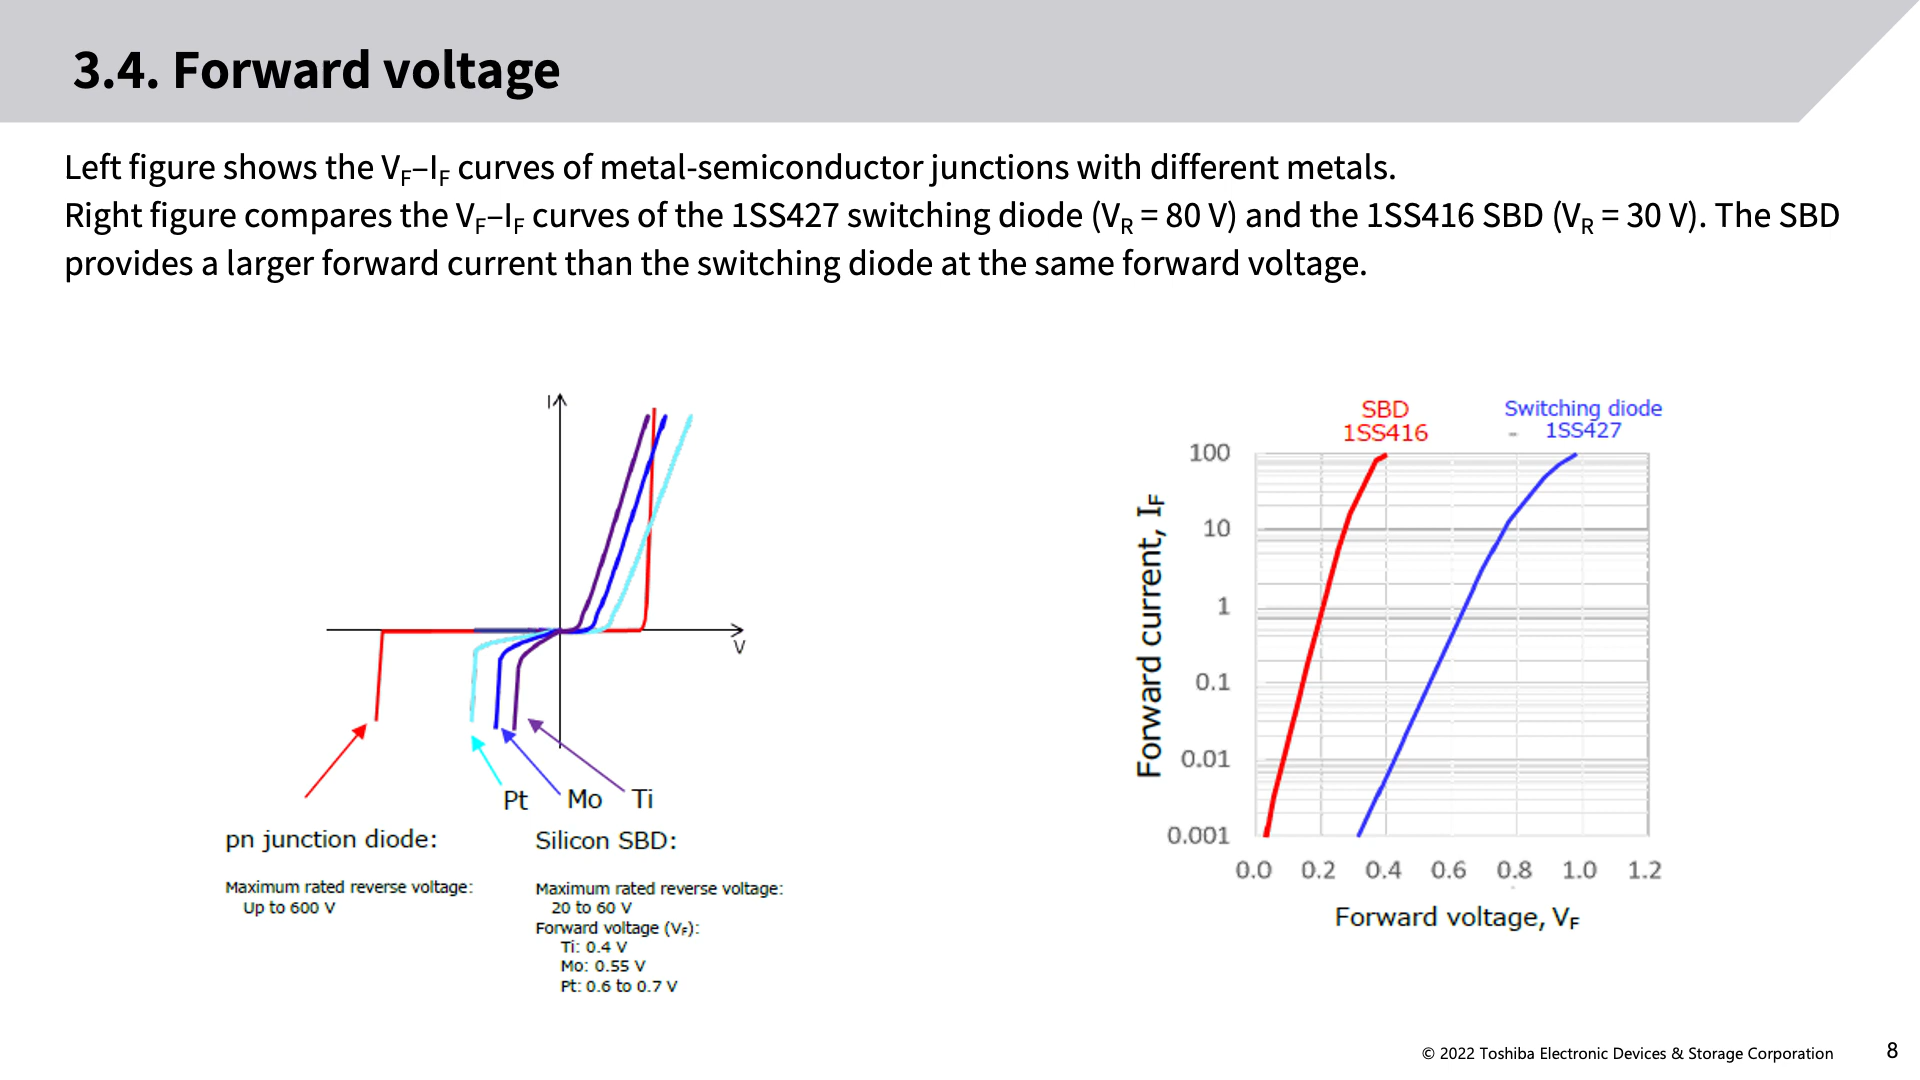 3.4. Forward voltage
Left figure shows the VF–IF curves of metal-semiconductor junctions with different metals.
Right figure compares the VF–IF curves of the 1SS427 switching diode (VR = 80 V) and the 1SS416 SBD (VR = 30 V). The SBD
provides a larger forward current than the switching diode at the same forward voltage.
I
V
Pt Mo Ti
pn junction diode:
Maximum rated reverse voltage:
Up to 600 V
Silicon SBD:
Maximum rated reverse voltage:
20 to 60 V
Forward voltage (VF):
Ti: 0.4 V
Mo: 0.55 V
Pt: 0.6 to 0.7 V
SBD
1SS416
Switching diode
1SS427
Forward current, IF
100
10
1
0.1
0.01
0.001
0.0 0.2 0.4 0.6 0.8 1.0 1.2
Forward voltage, VF
© 2022 Toshiba Electronic Devices & Storage Corporation
8